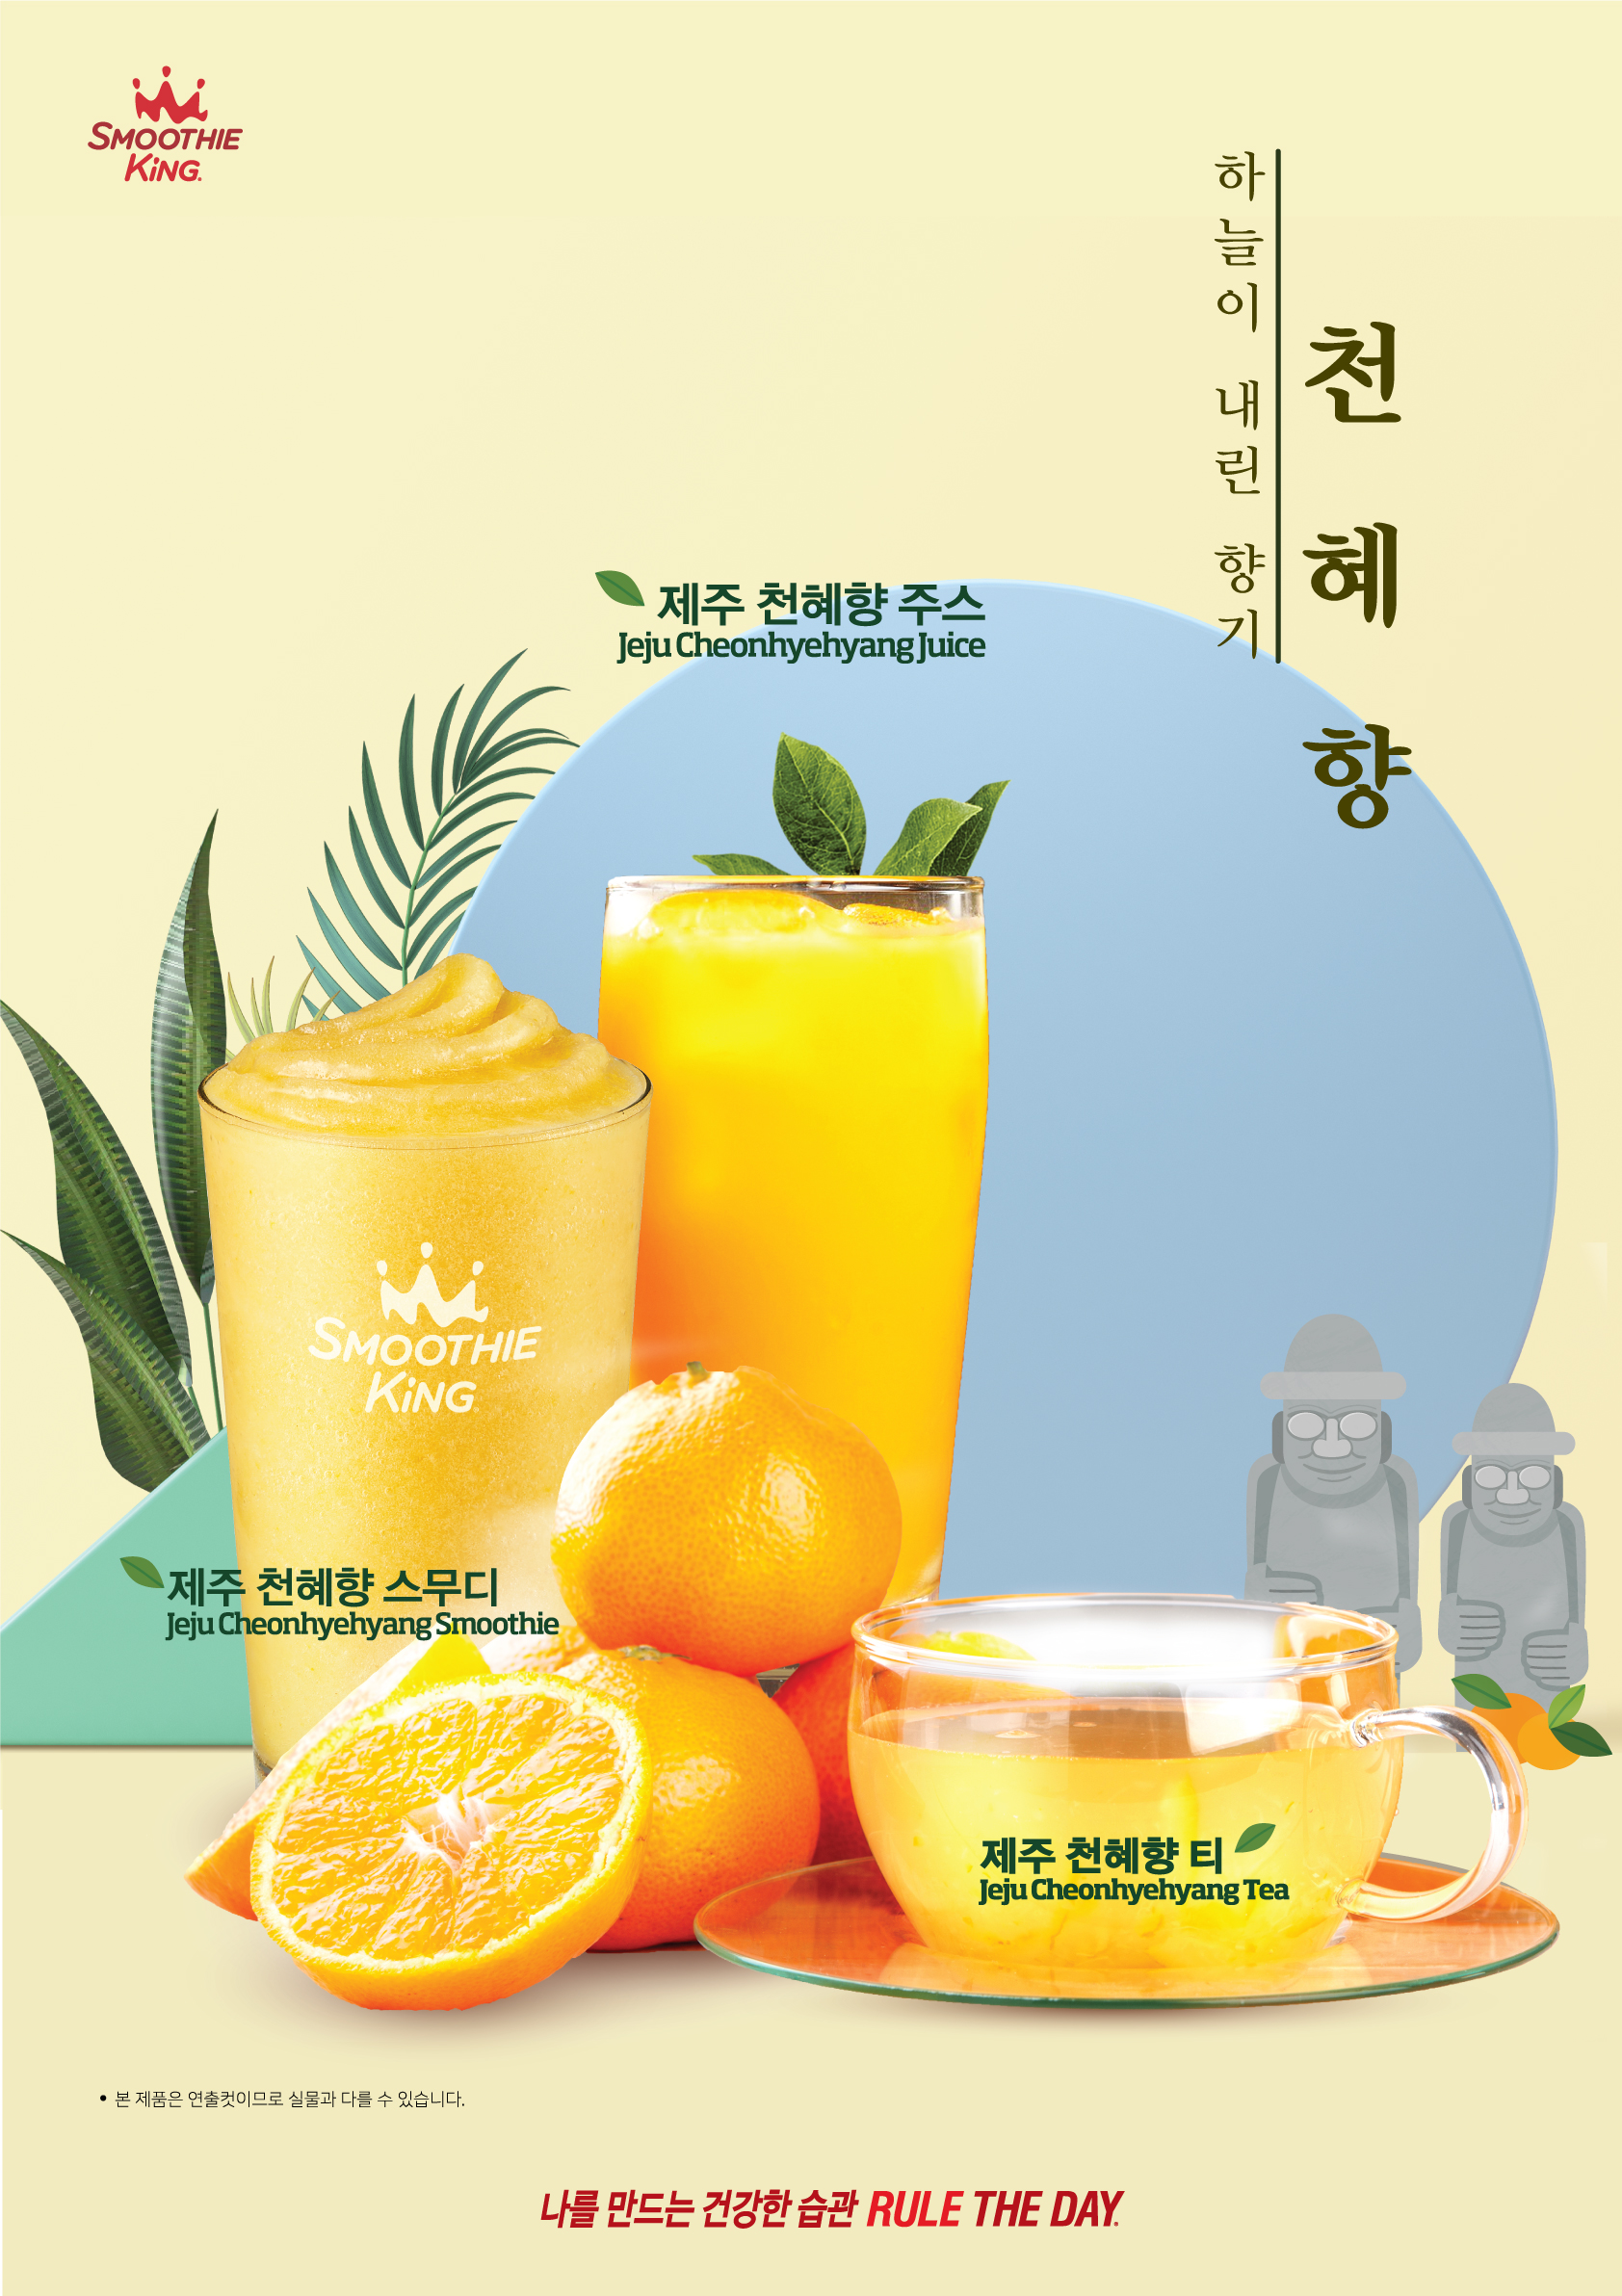 SMOOTHIE
KiNG.
하늘이 내린 향기
천혜향
제주 천혜향 주스
Jeju Cheonhyehyang Juice
SMOOTHIE
KiNG
제주 천혜향 스무디
Jeju Cheonhyehyang Smoothie
제주 천혜향 티
Jeju Cheonhyehyang Tea
• 본 제품은 연출컷이므로 실물과 다를 수 있습니다.
나를 만드는 건강한 습관 RULE THE DAY.